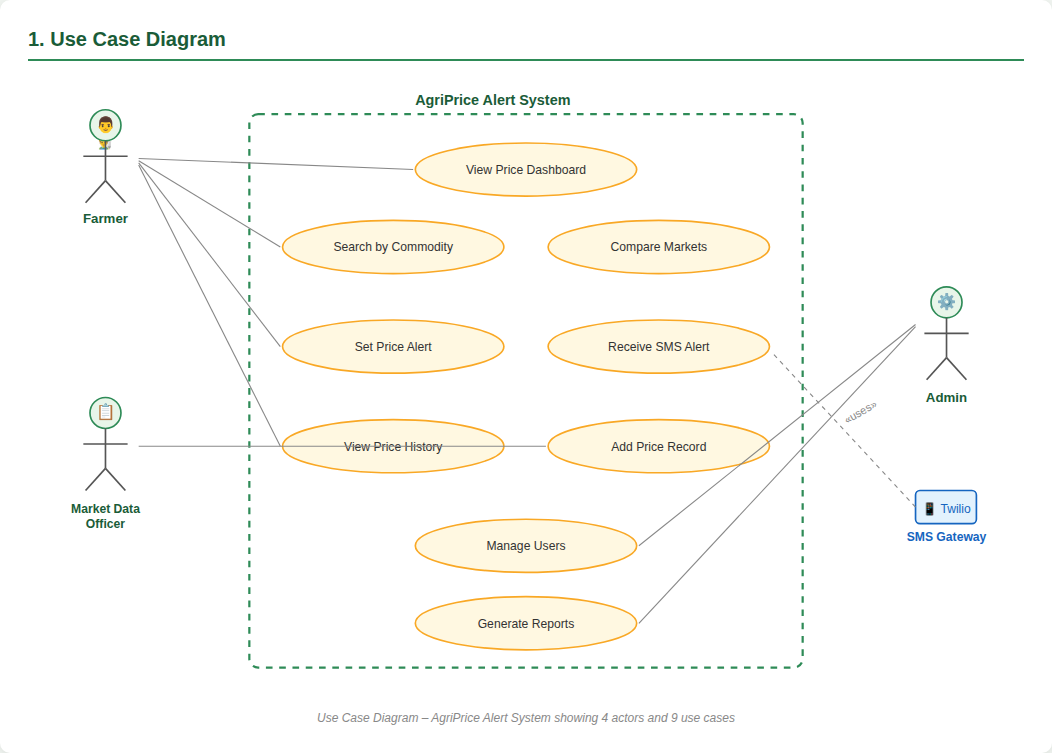 1. Use Case Diagram
AgriPrice Alert System
View Price Dashboard
Farmer
Search by Commodity
Compare Markets
Set Price Alert
Receive SMS Alert
Admin
«uses»
View Price History
Add Price Record
Market Data
Officer
Twilio
SMS Gateway
Manage Users
Generate Reports
Use Case Diagram – AgriPrice Alert System showing 4 actors and 9 use cases